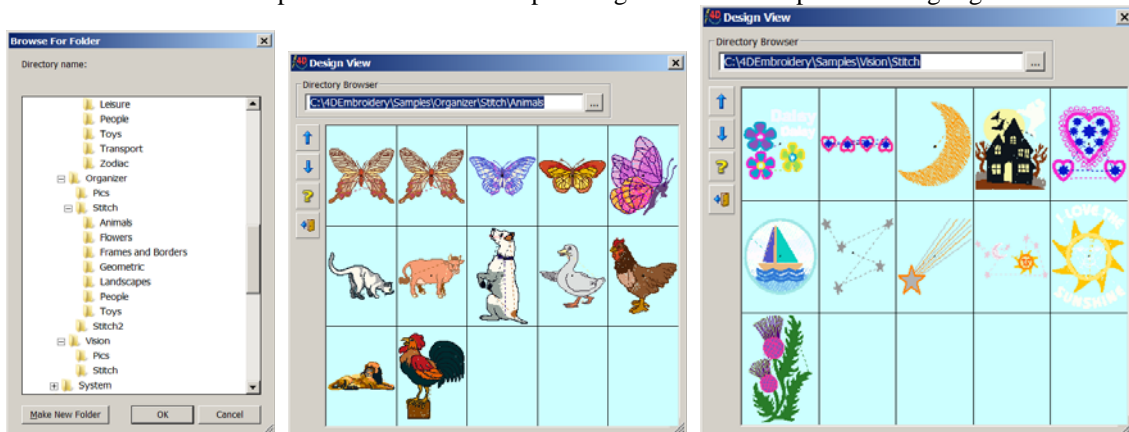 Browse For Folder
Directory name:
Leisure
People
Toys
Transport
Zodiac
Organizer
Pics
Stitch
Animals
Flowers
Frames and Borders
Geometric
Landscapes
People
Toys
Stitch2
Vision
Pics
Stitch
System
Make New Folder
OK
Cancel
4D Design View
Directory Browser
C:\4DEmbroidery\Samples\Organizer\Stitch\Animals
...
?
4D Design View
Directory Browser
C:\4DEmbroidery\Samples\Vision\Stitch
...
?
Daisy
Daisy
I LOVE THE
SUNSHINE